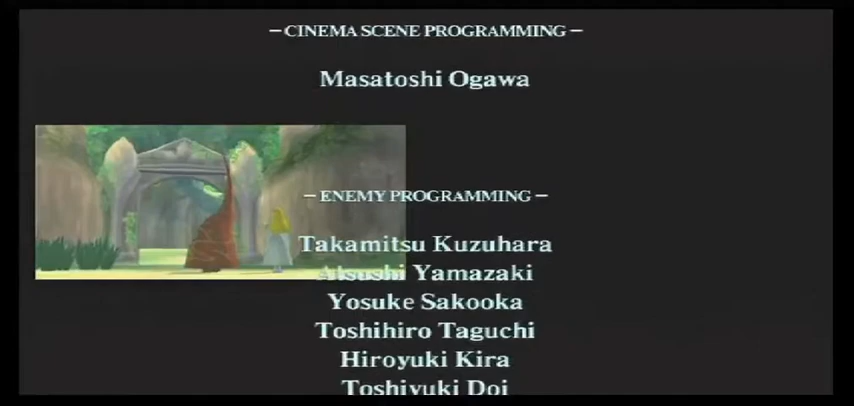 – CINEMA SCENE PROGRAMMING –
Masatoshi Ogawa
– ENEMY PROGRAMMING –
Takamitsu Kuzuhara
Atsushi Yamazaki
Yosuke Sakooka
Toshihiro Taguchi
Hiroyuki Kira
Toshiyuki Doi